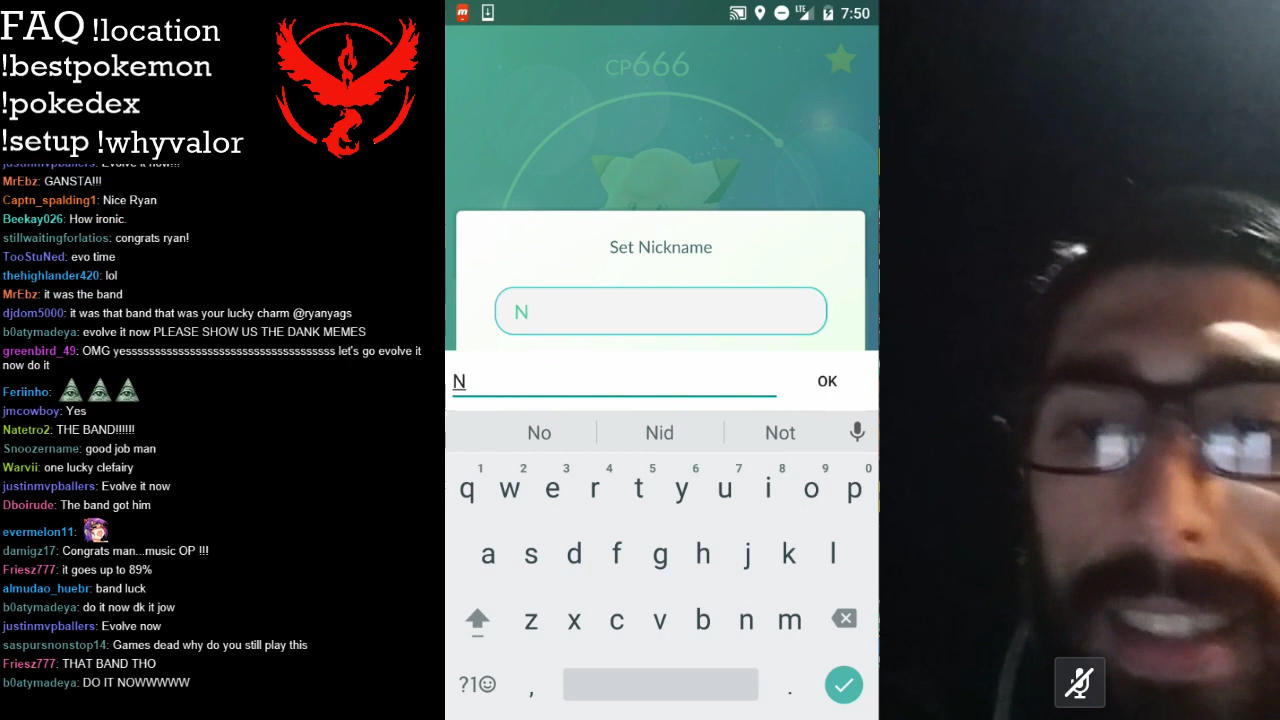 FAQ !location
!bestpokemon
!pokedex
!setup !whyvalor
justinmvpballers: Evolve it now!!!
MrEbz: GANSTA!!!
Captn_spalding1: Nice Ryan
Beekay026: How ironic.
stillwaitingforlatios: congrats ryan!
TooStuNed: evo time
thehighlander420: lol
MrEbz: it was the band
djdom5000: it was that band that was your lucky charm @ryanyags
b0atymadeya: evolve it now PLEASE SHOW US THE DANK MEMES
greenbird_49: OMG yesssssssssssssssssssssssssssssssssssss let's go evolve it
now do it
Feriinho:
jmcowboy: Yes
Natetro2: THE BAND!!!!!!
Snoozername: good job man
Warvii: one lucky clefairy
justinmvpballers: Evolve it now
Dboirude: The band got him
evermelon11:
damigz17: Congrats man...music OP !!!
Friesz777: it goes up to 89%
almudao_huebr: band luck
b0atymadeya: do it now dk it jow
justinmvpballers: Evolve now
saspursnonstop14: Games dead why do you still play this
Friesz777: THAT BAND THO
b0atymadeya: DO IT NOWWWWW
m LTE 7:50
CP666
Set Nickname
N
N OK
No Nid Not
1 2 3 4 5 6 7 8 9 0
q w e r t y u i o p
a s d f g h j k l
z x c v b n m
?1☺ , .